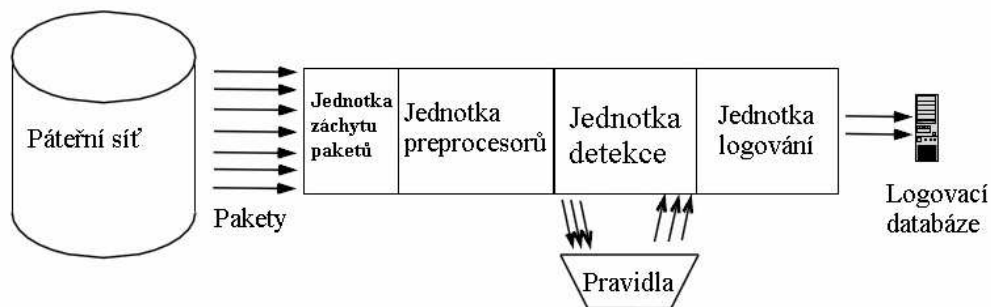 Páteřní síť
Pakety
Jednotka
záchytu
paketů
Jednotka
preprocesorů
Jednotka
detekce
Jednotka
logování
Pravidla
Logovací
databáze